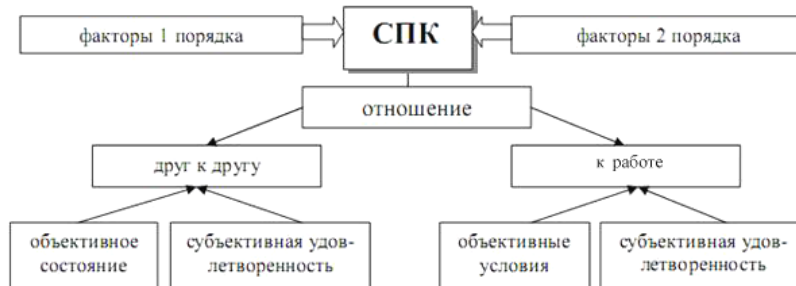 факторы 1 порядка
СПК
факторы 2 порядка
отношение
друг к другу
к работе
объективное
состояние
субъективная удов-
летворенность
объективные
условия
субъективная удов-
летворенность